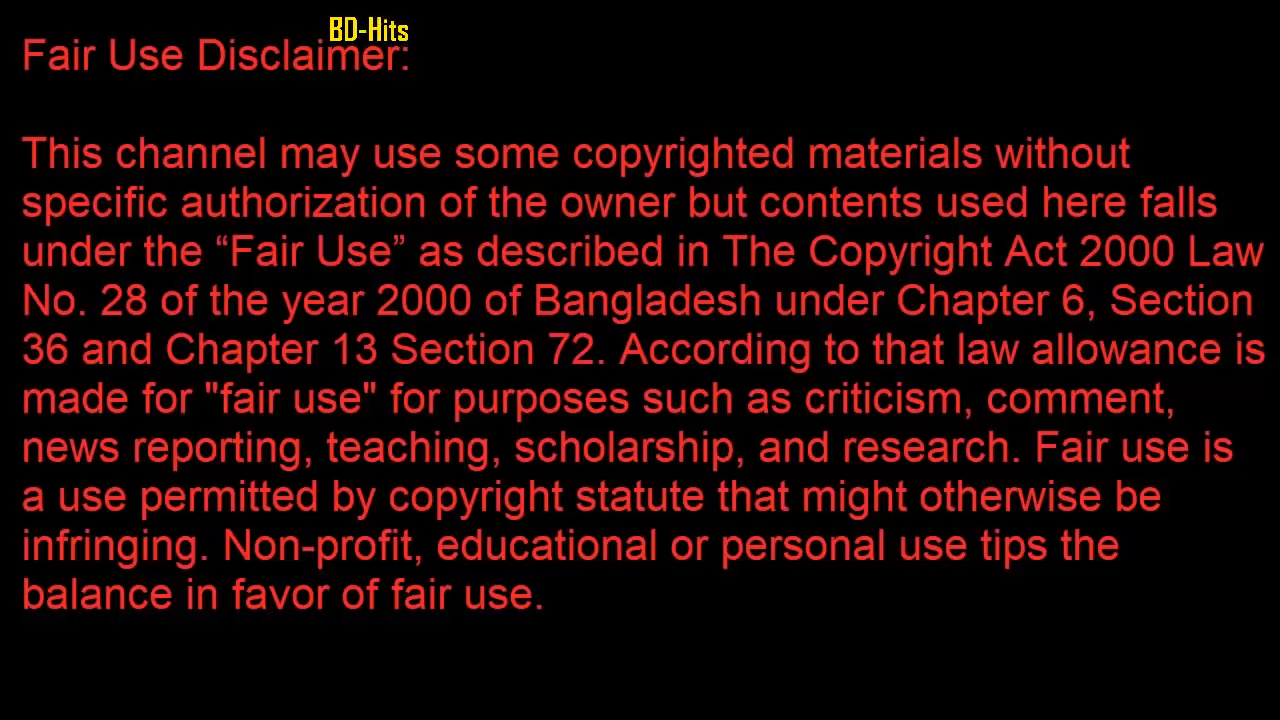 BD-Hits
Fair Use Disclaimer:
This channel may use some copyrighted materials without
specific authorization of the owner but contents used here falls
under the “Fair Use” as described in The Copyright Act 2000 Law
No. 28 of the year 2000 of Bangladesh under Chapter 6, Section
36 and Chapter 13 Section 72. According to that law allowance is
made for "fair use" for purposes such as criticism, comment,
news reporting, teaching, scholarship, and research. Fair use is
a use permitted by copyright statute that might otherwise be
infringing. Non-profit, educational or personal use tips the
balance in favor of fair use.